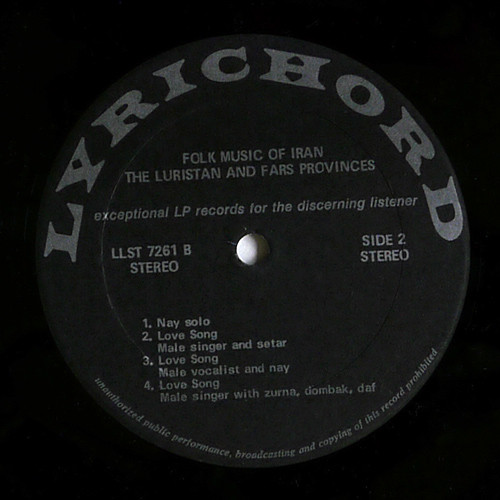 LYRICHORD
FOLK MUSIC OF IRAN
THE LURISTAN AND FARS PROVINCES
exceptional LP records for the discerning listener
LLST 7261 B
STEREO
SIDE 2
STEREO
1. Nay solo
2. Love Song
Male singer and setar
3. Love Song
Male vocalist and nay
4. Love Song
Male singer with zurna, dombak, daf
unauthorized public performance, broadcasting and copying of this record prohibited